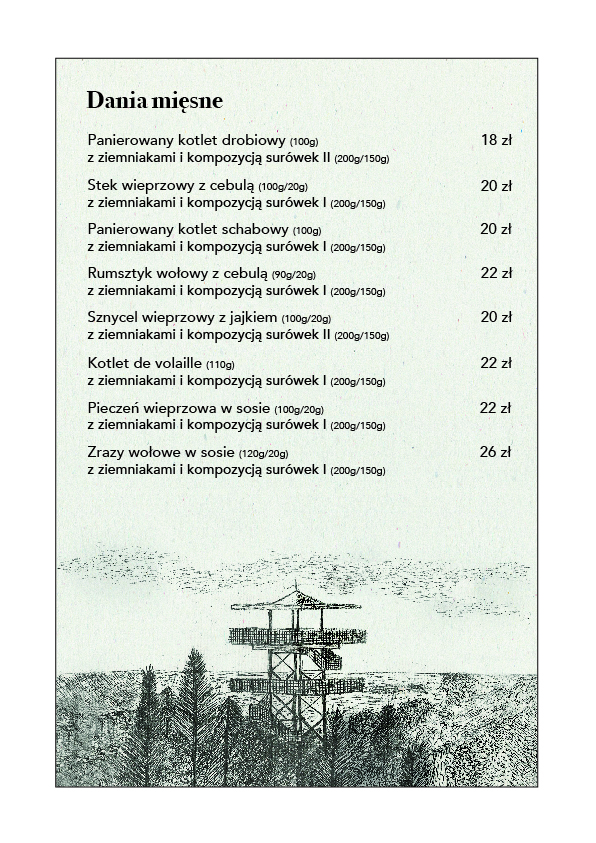 Dania mięsne
Panierowany kotlet drobiowy (100g) 18 zł
z ziemniakami i kompozycją surówek II (200g/150g)
Stek wieprzowy z cebulą (100g/20g) 20 zł
z ziemniakami i kompozycją surówek I (200g/150g)
Panierowany kotlet schabowy (100g) 20 zł
z ziemniakami i kompozycją surówek I (200g/150g)
Rumsztyk wołowy z cebulą (90g/20g) 22 zł
z ziemniakami i kompozycją surówek I (200g/150g)
Sznycel wieprzowy z jajkiem (100g/20g) 20 zł
z ziemniakami i kompozycją surówek II (200g/150g)
Kotlet de volaille (110g) 22 zł
z ziemniakami i kompozycją surówek I (200g/150g)
Pieczeń wieprzowa w sosie (100g/20g) 22 zł
z ziemniakami i kompozycją surówek I (200g/150g)
Zrazy wołowe w sosie (120g/20g) 26 zł
z ziemniakami i kompozycją surówek I (200g/150g)